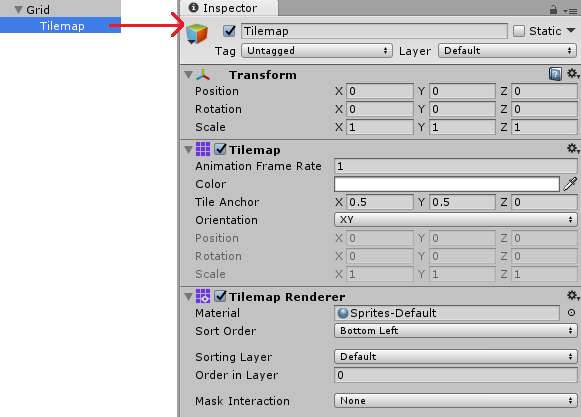 Grid
Tilemap
Inspector
Tilemap Static
Tag Untagged Layer Default
Transform
Position X 0 Y 0 Z 0
Rotation X 0 Y 0 Z 0
Scale X 1 Y 1 Z 1
Tilemap
Animation Frame Rate 1
Color
Tile Anchor X 0.5 Y 0.5 Z 0
Orientation XY
Position X 0 Y 0 Z 0
Rotation X 0 Y 0 Z 0
Scale X 1 Y 1 Z 1
Tilemap Renderer
Material Sprites-Default
Sort Order Bottom Left
Sorting Layer Default
Order in Layer 0
Mask Interaction None